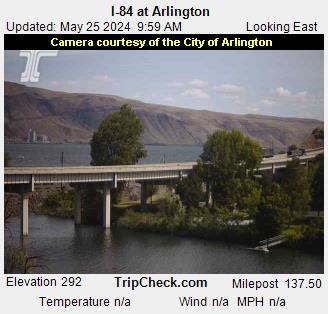 I-84 at Arlington
Updated: May 25 2024 9:59 AM Looking East
Camera courtesy of the City of Arlington
Elevation 292 TripCheck.com Milepost 137.50
Temperature n/a Wind n/a MPH n/a